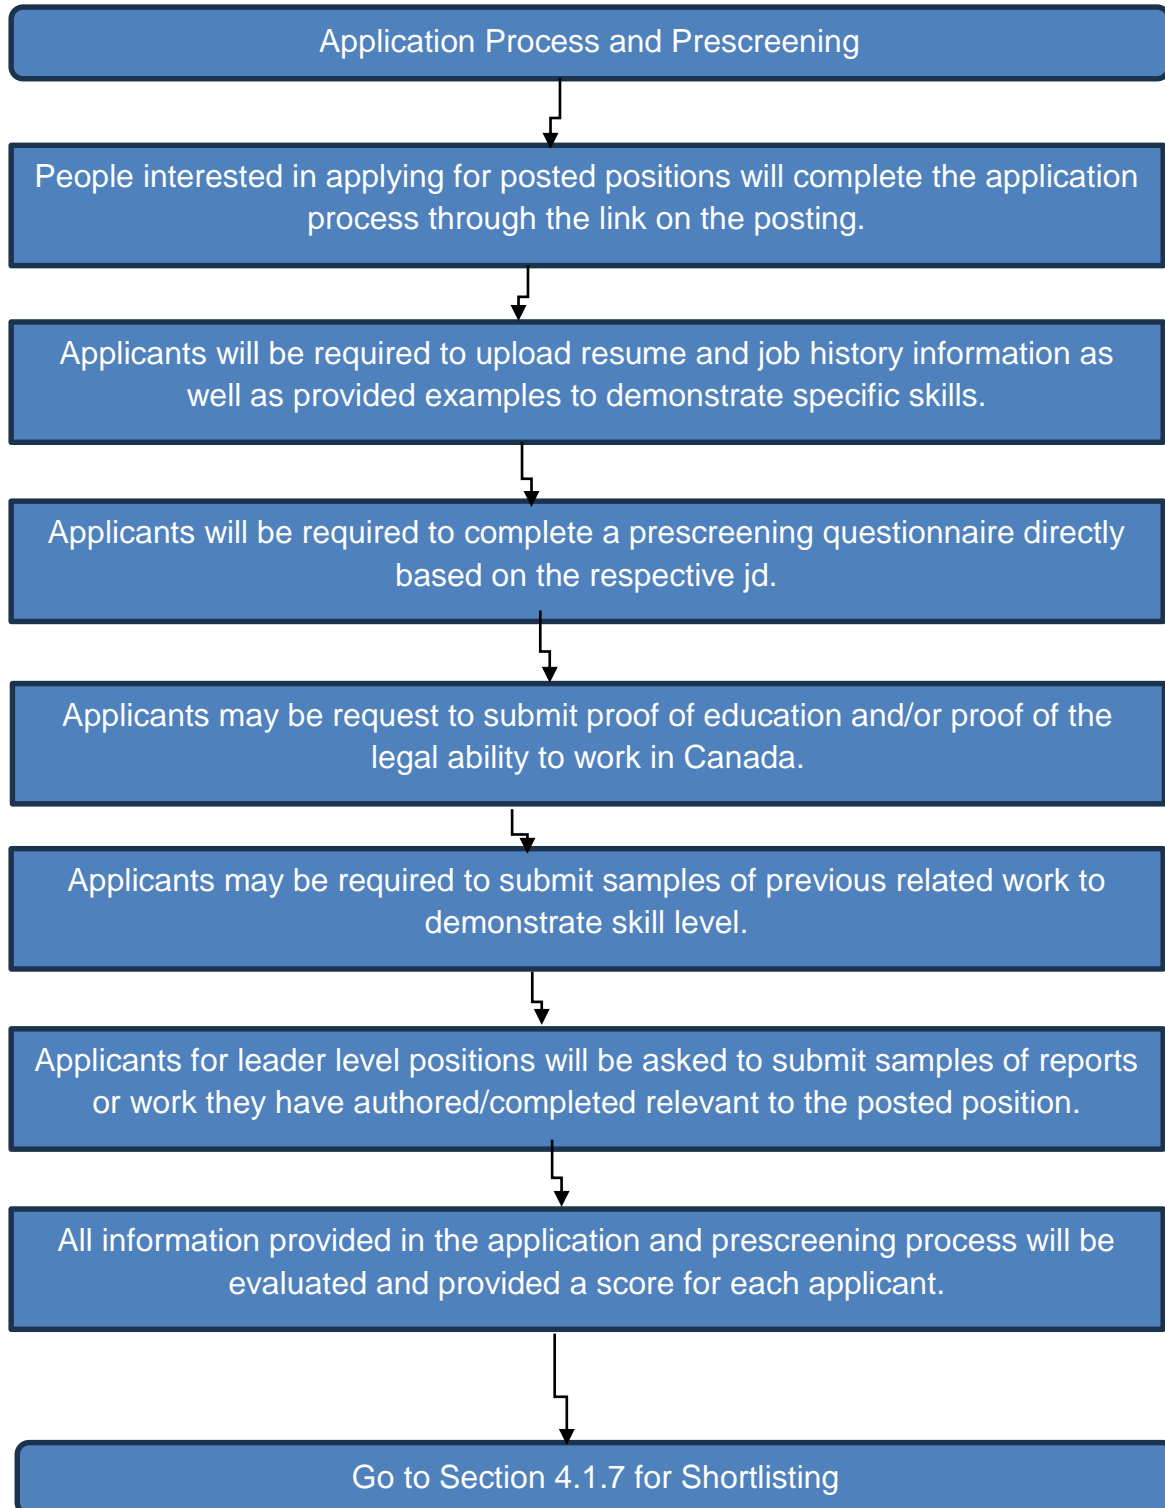 Application Process and Prescreening
People interested in applying for posted positions will complete the application
process through the link on the posting.
Applicants will be required to upload resume and job history information as
well as provided examples to demonstrate specific skills.
Applicants will be required to complete a prescreening questionnaire directly
based on the respective jd.
Applicants may be request to submit proof of education and/or proof of the
legal ability to work in Canada.
Applicants may be required to submit samples of previous related work to
demonstrate skill level.
Applicants for leader level positions will be asked to submit samples of reports
or work they have authored/completed relevant to the posted position.
All information provided in the application and prescreening process will be
evaluated and provided a score for each applicant.
Go to Section 4.1.7 for Shortlisting